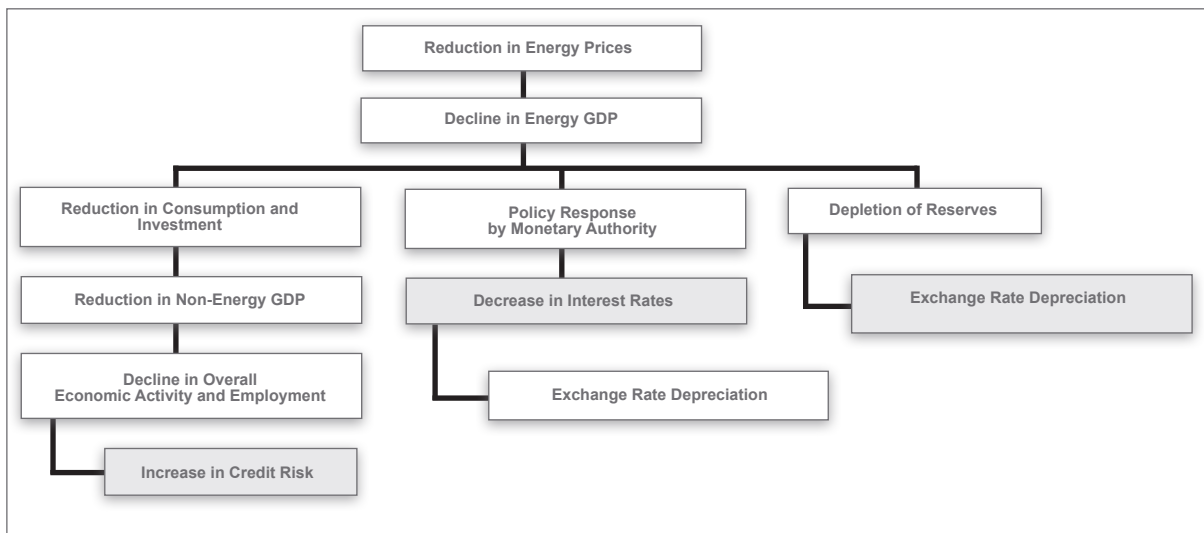 Reduction in Energy Prices
Decline in Energy GDP
Reduction in Consumption and
Investment
Reduction in Non-Energy GDP
Decline in Overall
Economic Activity and Employment
Increase in Credit Risk
Policy Response
by Monetary Authority
Decrease in Interest Rates
Exchange Rate Depreciation
Depletion of Reserves
Exchange Rate Depreciation